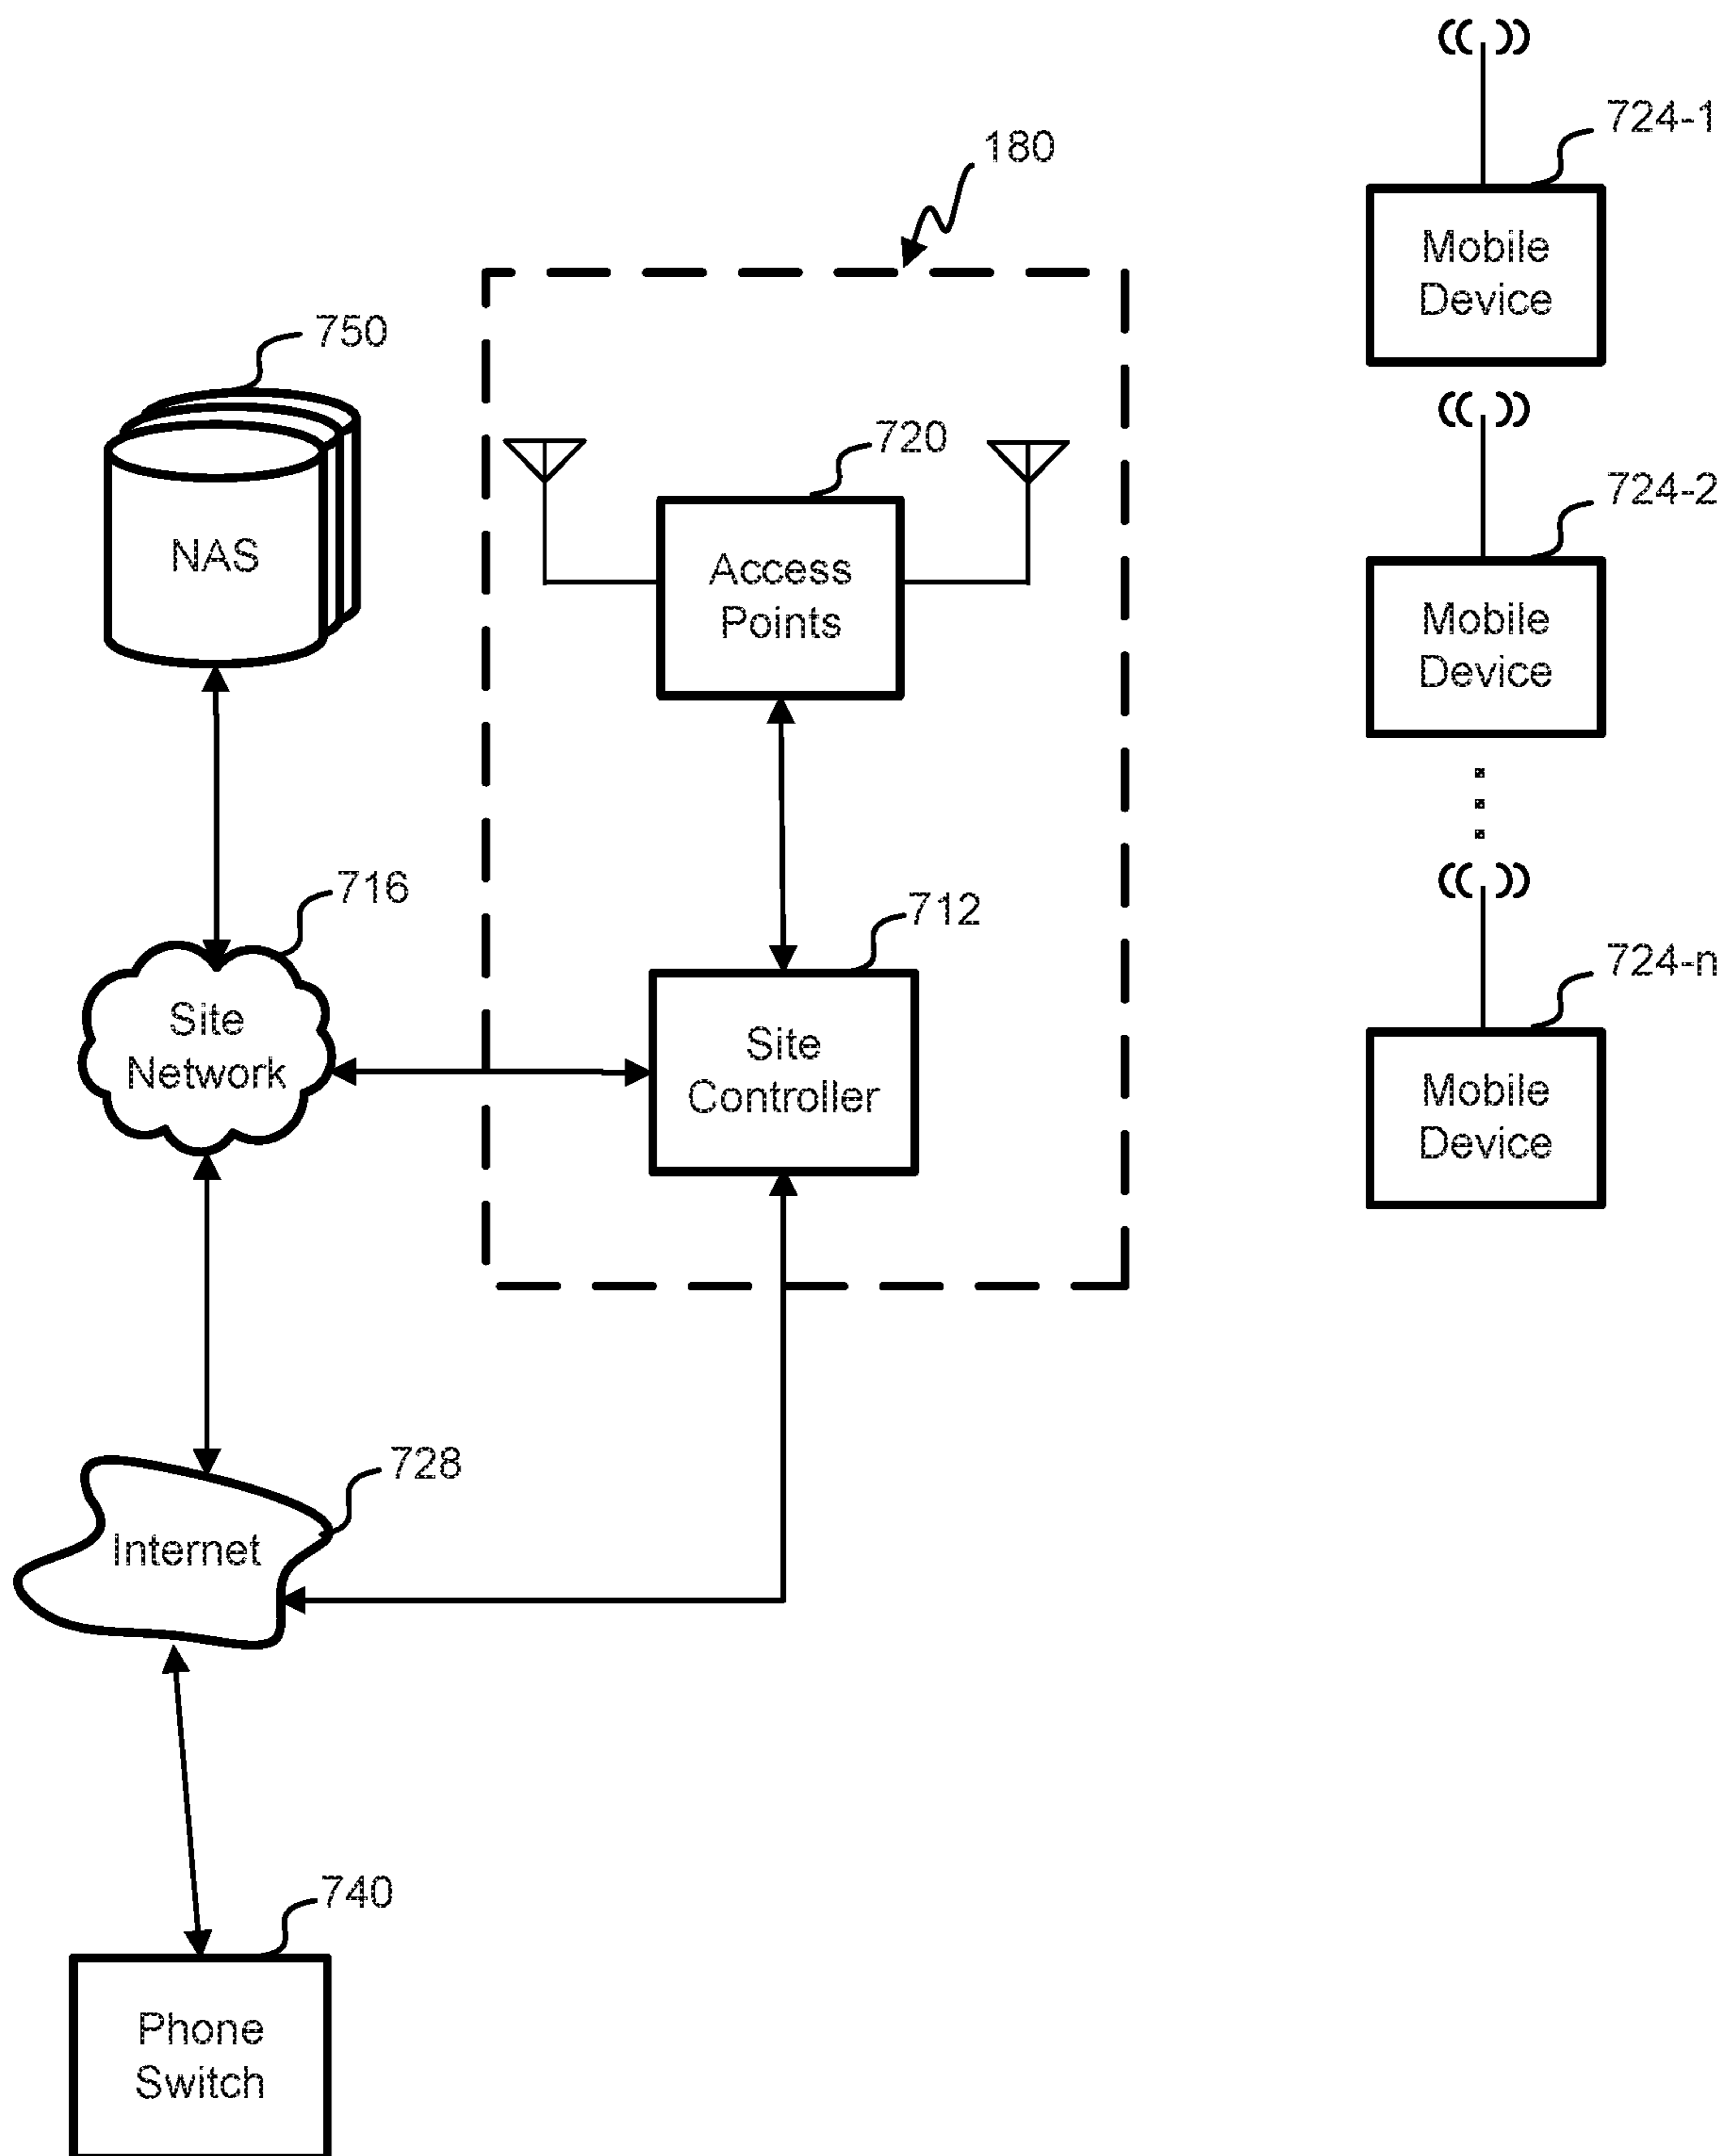 724-1
180
Mobile
Device
750
720
724-2
NAS
Access
Points
Mobile
Device
716
712
724-n
Site
Network
Site
Controller
Mobile
Device
728
Internet
740
Phone
Switch